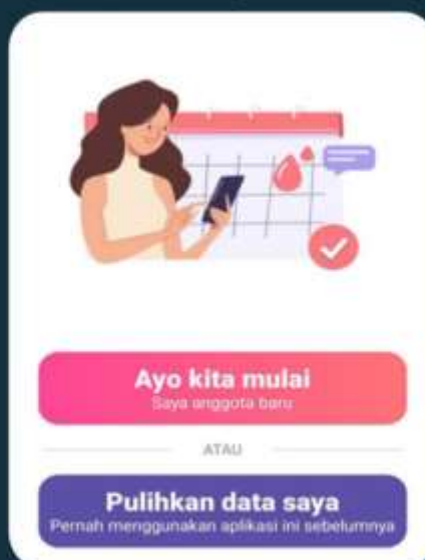 Ayo kita mulai
Saya anggota baru
ATAU
Pulihkan data saya
Pernah menggunakan aplikasi ini sebelumnya